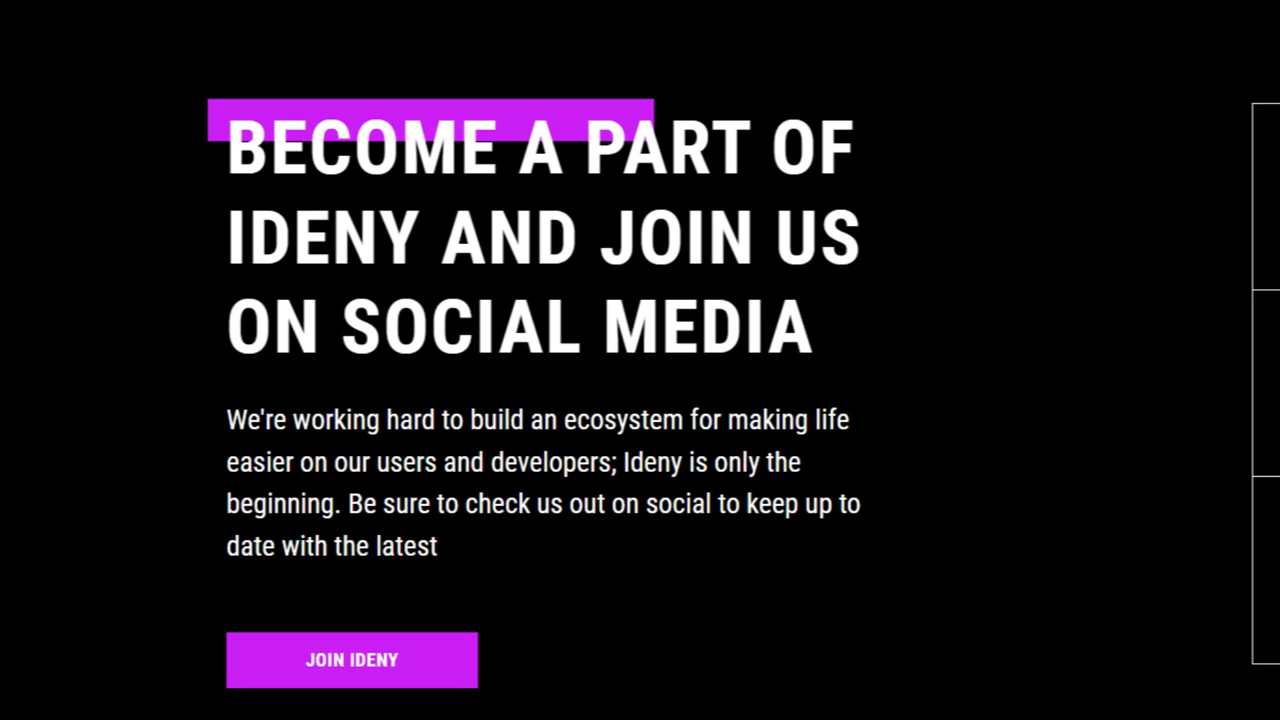 BECOME A PART OF
IDENY AND JOIN US
ON SOCIAL MEDIA
We're working hard to build an ecosystem for making life
easier on our users and developers; Ideny is only the
beginning. Be sure to check us out on social to keep up to
date with the latest
JOIN IDENY